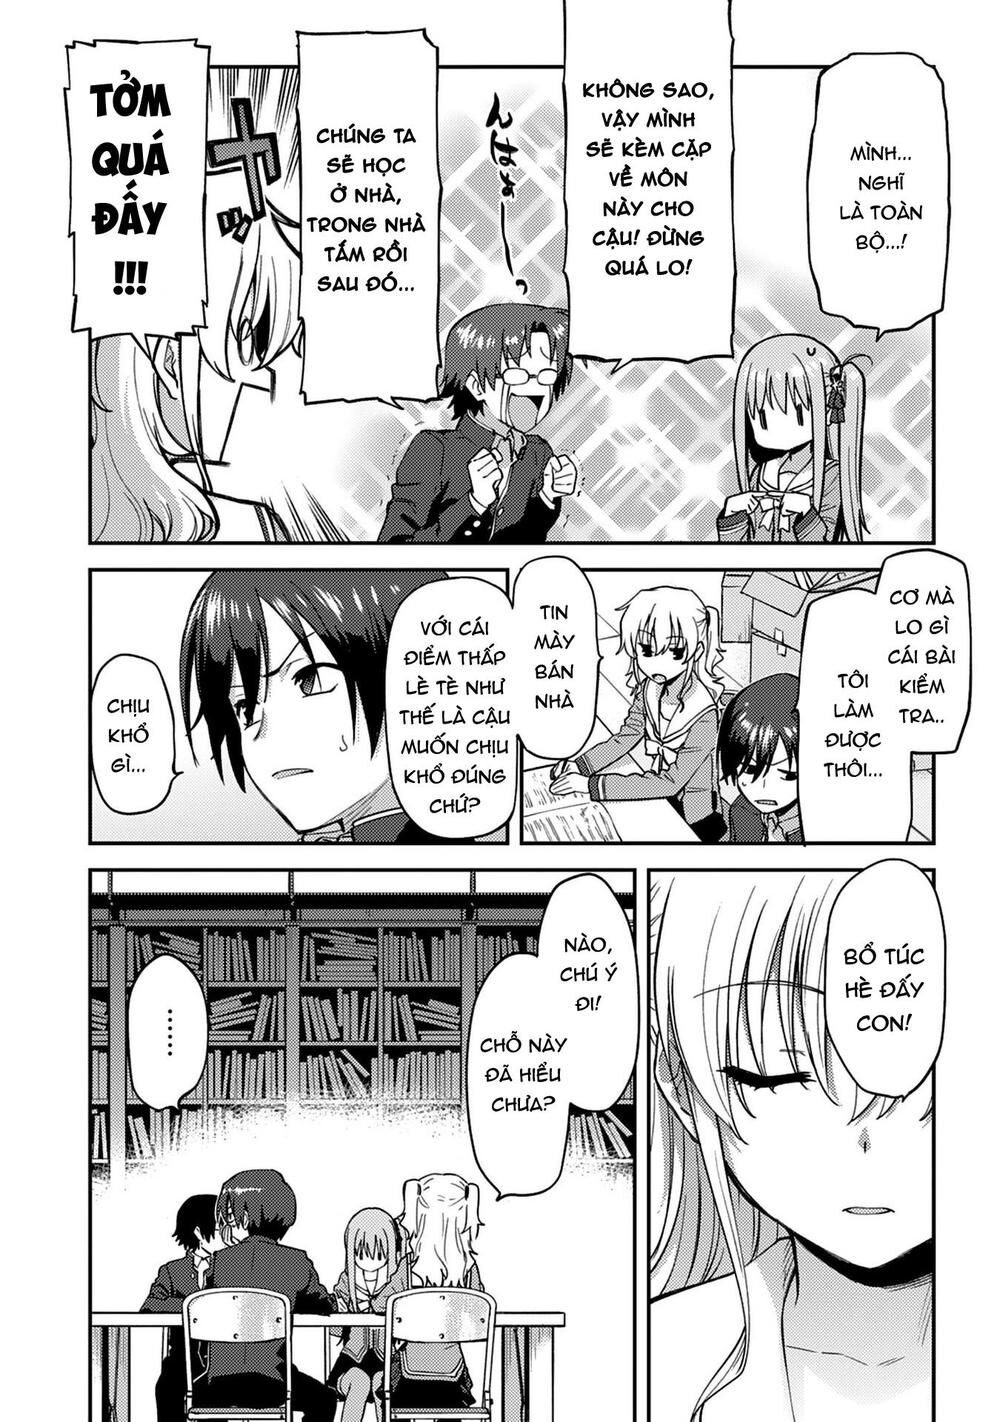 MÌNH...
NGHĨ
LÀ TOÀN
BỘ...!
KHÔNG SAO,
VẬY MÌNH
SẼ KÈM CẶP
VỀ MÔN
NÀY CHO
CẬU! ĐỪNG
QUÁ LO!
CHÚNG TA
SẼ HỌC
Ở NHÀ,
TRONG NHÀ
TẮM RỒI
SAU ĐÓ...
TỞM
QUÁ
ĐẤY
!!!
CƠ MÀ
LO GÌ
CÁI BÀI
KIỂM
TRA..
TÔI
LÀM
ĐƯỢC
THÔI...
TIN
MÀY
BÁN
NHÀ
VỚI CÁI
ĐIỂM THẤP
LÈ TÈ NHƯ
THẾ LÀ CẬU
MUỐN CHỊU
KHỔ ĐÚNG
CHỨ?
CHỊU
KHỔ
GÌ...
BỔ TÚC
HÈ ĐẤY
CON!
NÀO,
CHÚ Ý
ĐI!
CHỖ NÀY
ĐÃ HIỂU
CHƯA?
......